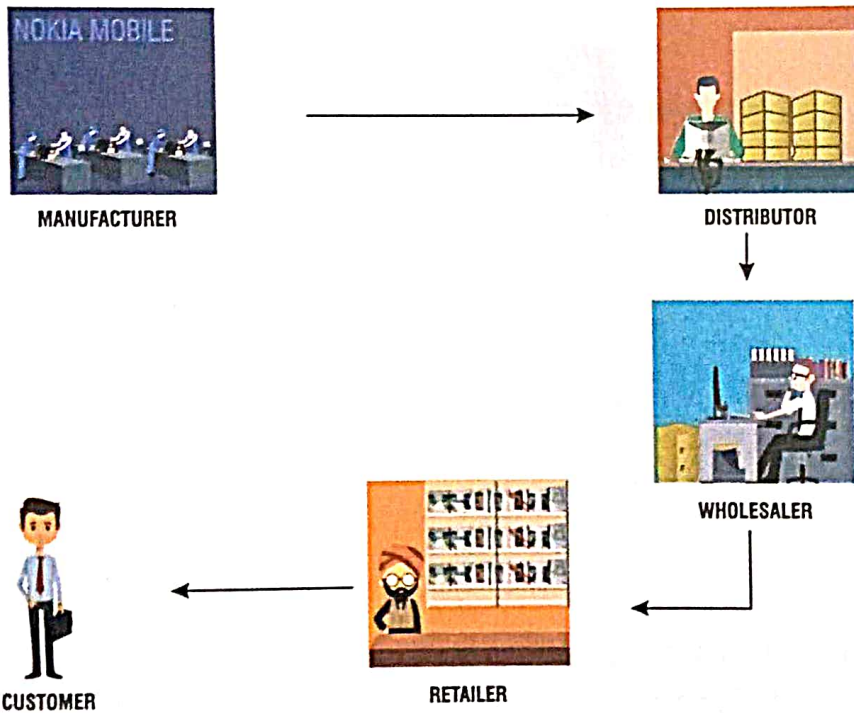 NOKIA MOBILE
MANUFACTURER
DISTRIBUTOR
WHOLESALER
RETAILER
CUSTOMER